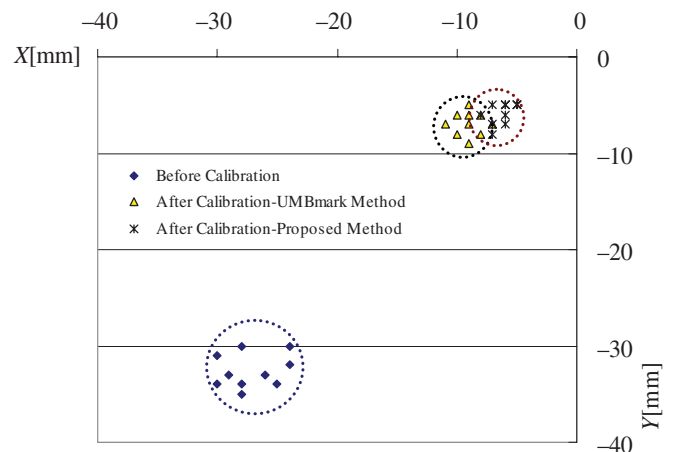 –40 –30 –20 –10 0
X[mm]
0
–10
–20
–30
–40
Before Calibration
After Calibration-UMBmark Method
After Calibration-Proposed Method
Y[mm]